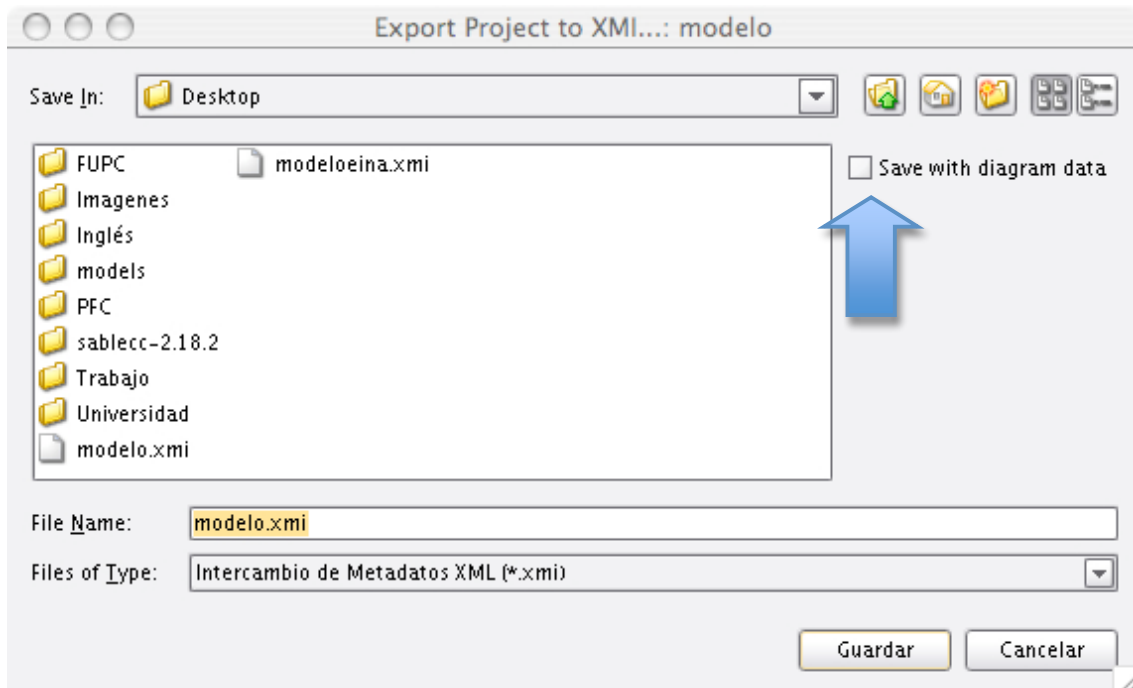 Export Project to XMI...: modelo
Save In: Desktop
FUPC modeloeina.xmi
Save with diagram data
Imagenes
Inglés
models
PFC
sablecc-2.18.2
Trabajo
Universidad
modelo.xmi
File Name: modelo.xmi
Files of Type: Intercambio de Metadatos XML (*.xmi)
Guardar Cancelar